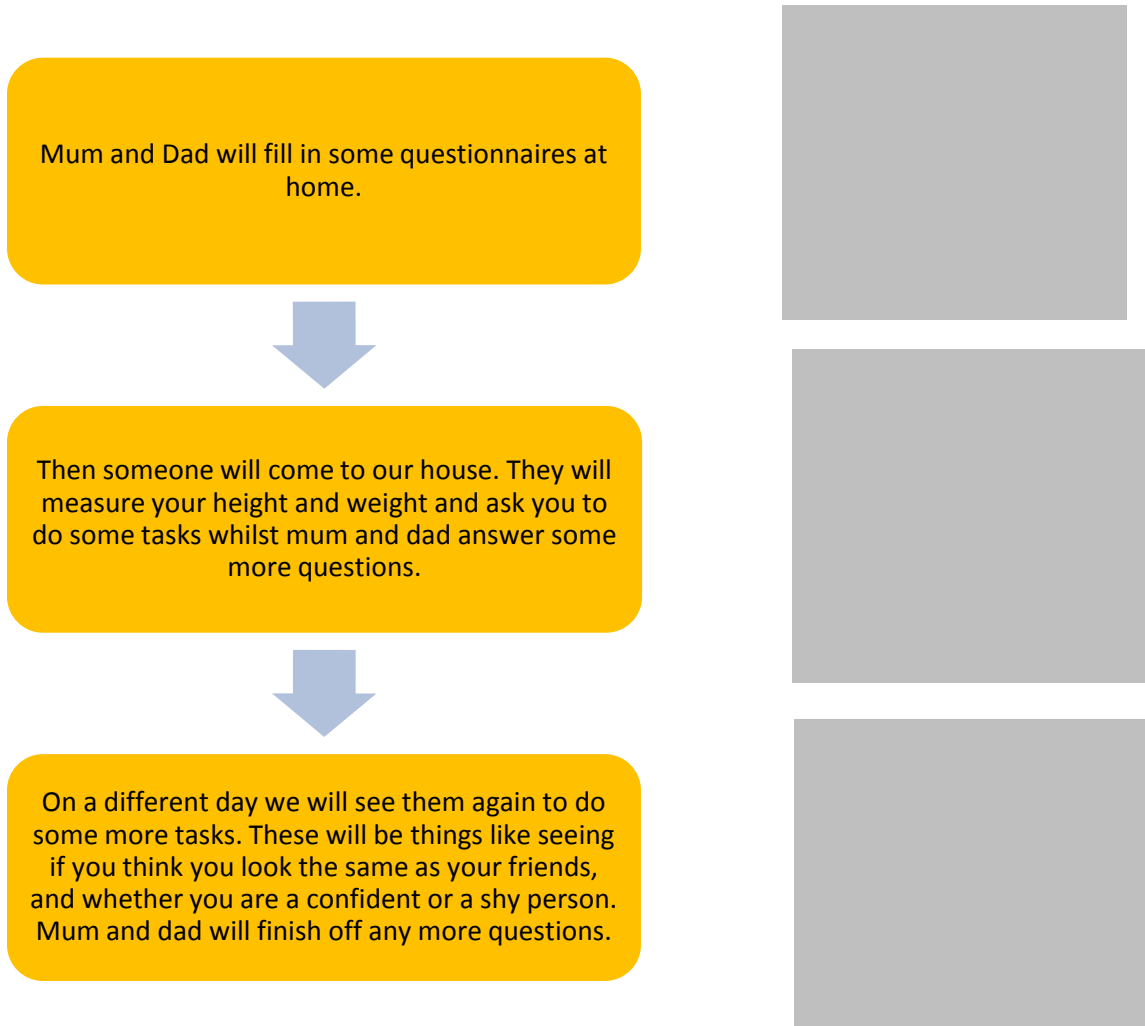 Mum and Dad will fill in some questionnaires at
home.
Then someone will come to our house. They will
measure your height and weight and ask you to
do some tasks whilst mum and dad answer some
more questions.
On a different day we will see them again to do
some more tasks. These will be things like seeing
if you think you look the same as your friends,
and whether you are a confident or a shy person.
Mum and dad will finish off any more questions.